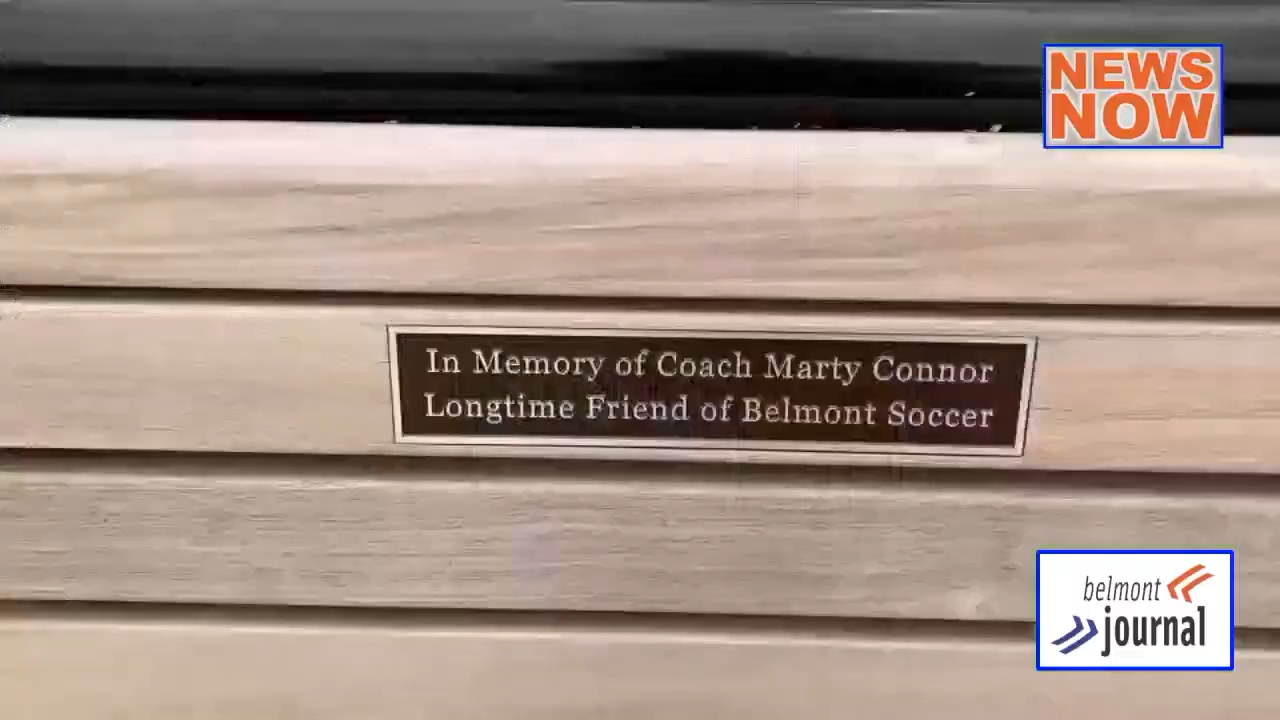 NEWS
NOW
In Memory of Coach Marty Connor
Longtime Friend of Belmont Soccer
belmont
journal